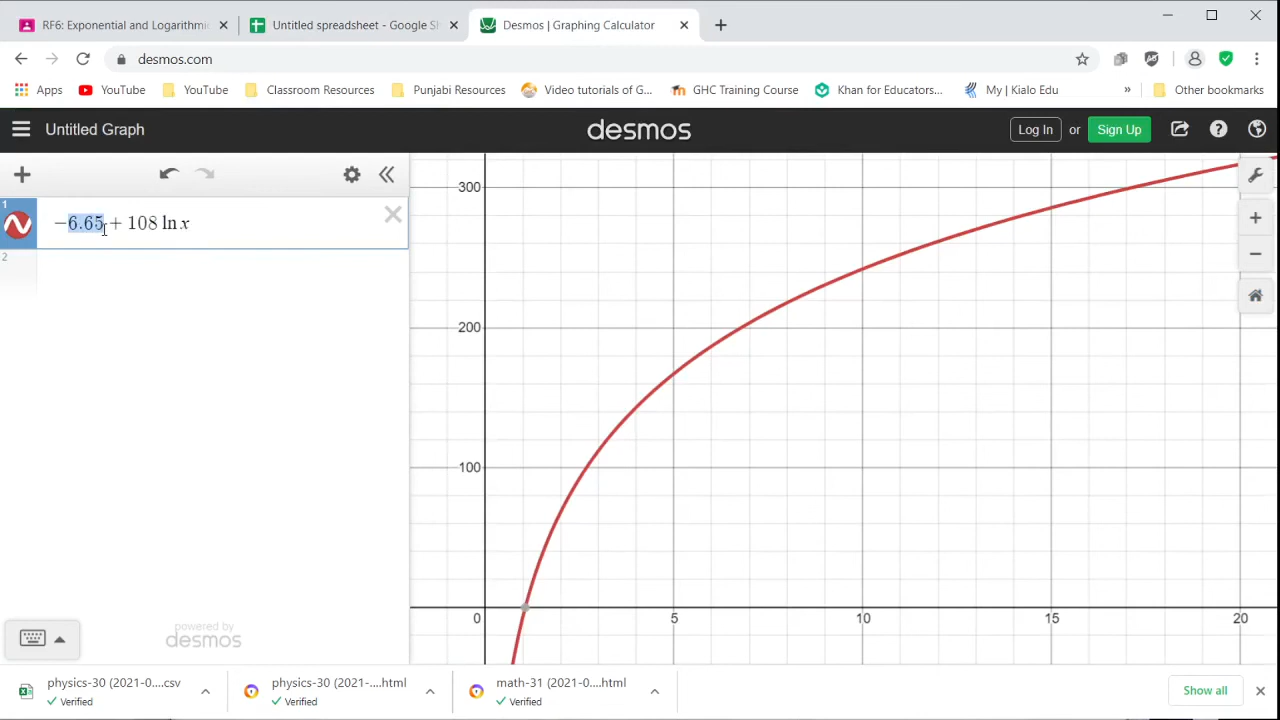 RF6: Exponential and Logarithmic
Untitled spreadsheet - Google Sh
Desmos | Graphing Calculator
desmos.com
Apps
YouTube
YouTube
Classroom Resources
Punjabi Resources
Video tutorials of G...
GHC Training Course
Khan for Educators...
My | Kialo Edu
»
Other bookmarks
Untitled Graph
desmos
Log In or Sign Up
1
−6.65 + 108 ln x
2
300
200
100
0 5 10 15 20
powered by
desmos
physics-30 (2021-0....csv
Verified
physics-30 (2021-....html
Verified
math-31 (2021-0....html
Verified
Show all